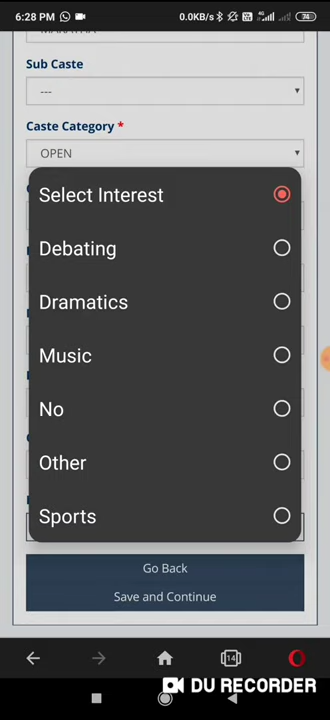 6:28 PM
0.0KB/s
74
Sub Caste
---
Caste Category *
OPEN
Select Interest
Debating
Dramatics
Music
No
Other
Sports
Go Back
Save and Continue
14
DU RECORDER